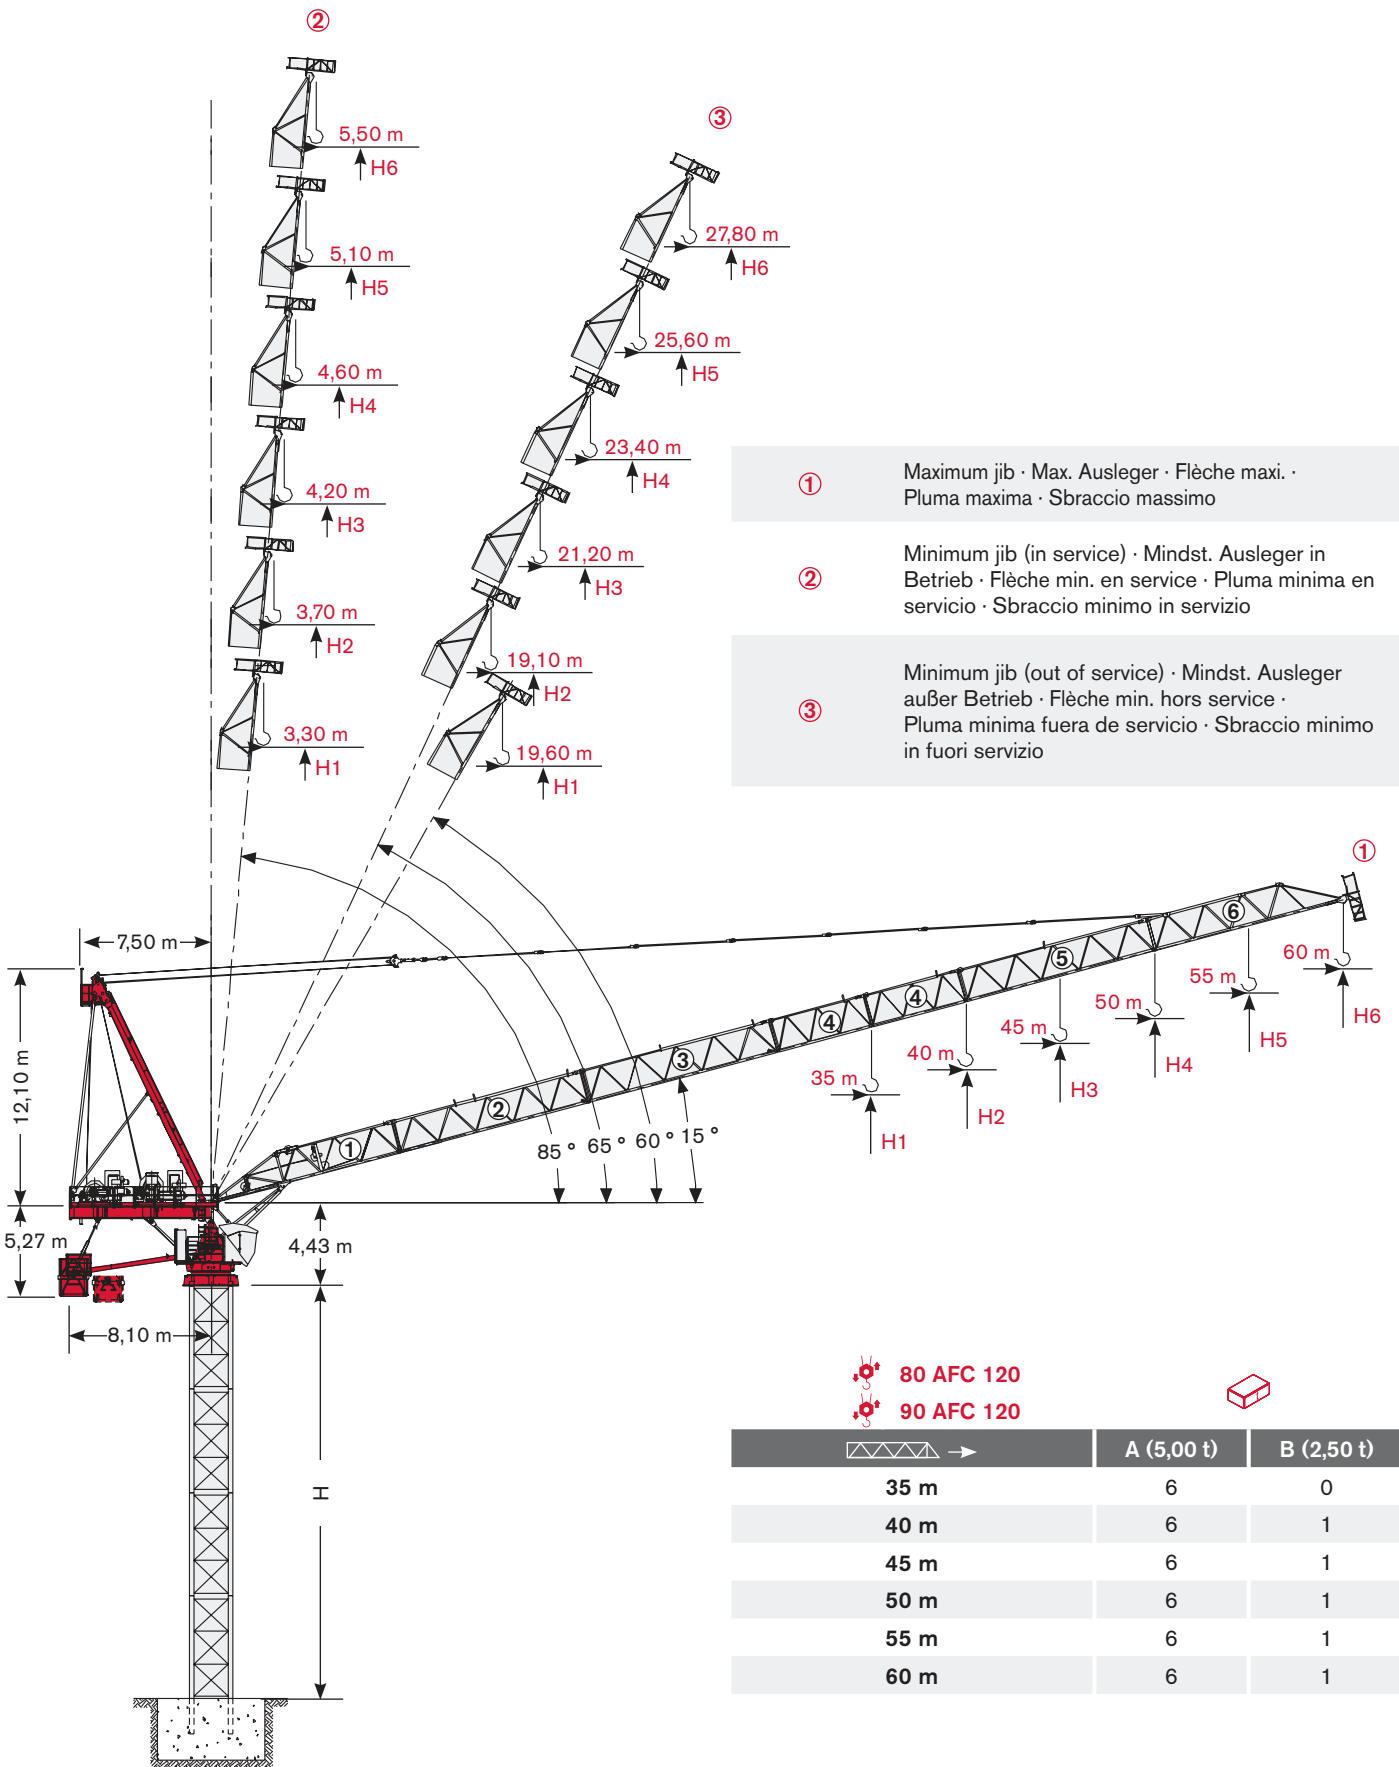 ②
5,50 m
H6
5,10 m
H5
4,60 m
H4
4,20 m
H3
3,70 m
H2
3,30 m
H1
③
27,80 m
H6
25,60 m
H5
23,40 m
H4
21,20 m
H3
19,10 m
H2
19,60 m
H1
①
Maximum jib · Max. Ausleger · Flèche maxi. ·
Pluma maxima · Sbraccio massimo
②
Minimum jib (in service) · Mindst. Ausleger in
Betrieb · Flèche min. en service · Pluma minima en
servicio · Sbraccio minimo in servizio
③
Minimum jib (out of service) · Mindst. Ausleger
außer Betrieb · Flèche min. hors service ·
Pluma minima fuera de servicio · Sbraccio minimo
in fuori servizio
①
7,50 m
12,10 m
5,27 m
8,10 m
4,43 m
H
85° 65° 60° 15°
① ② ③ ④ ④ ⑤ ⑥
35 m
H1
40 m
H2
45 m
H3
50 m
H4
55 m
H5
60 m
H6
80 AFC 120
90 AFC 120
A (5,00 t) B (2,50 t)
35 m 6 0
40 m 6 1
45 m 6 1
50 m 6 1
55 m 6 1
60 m 6 1